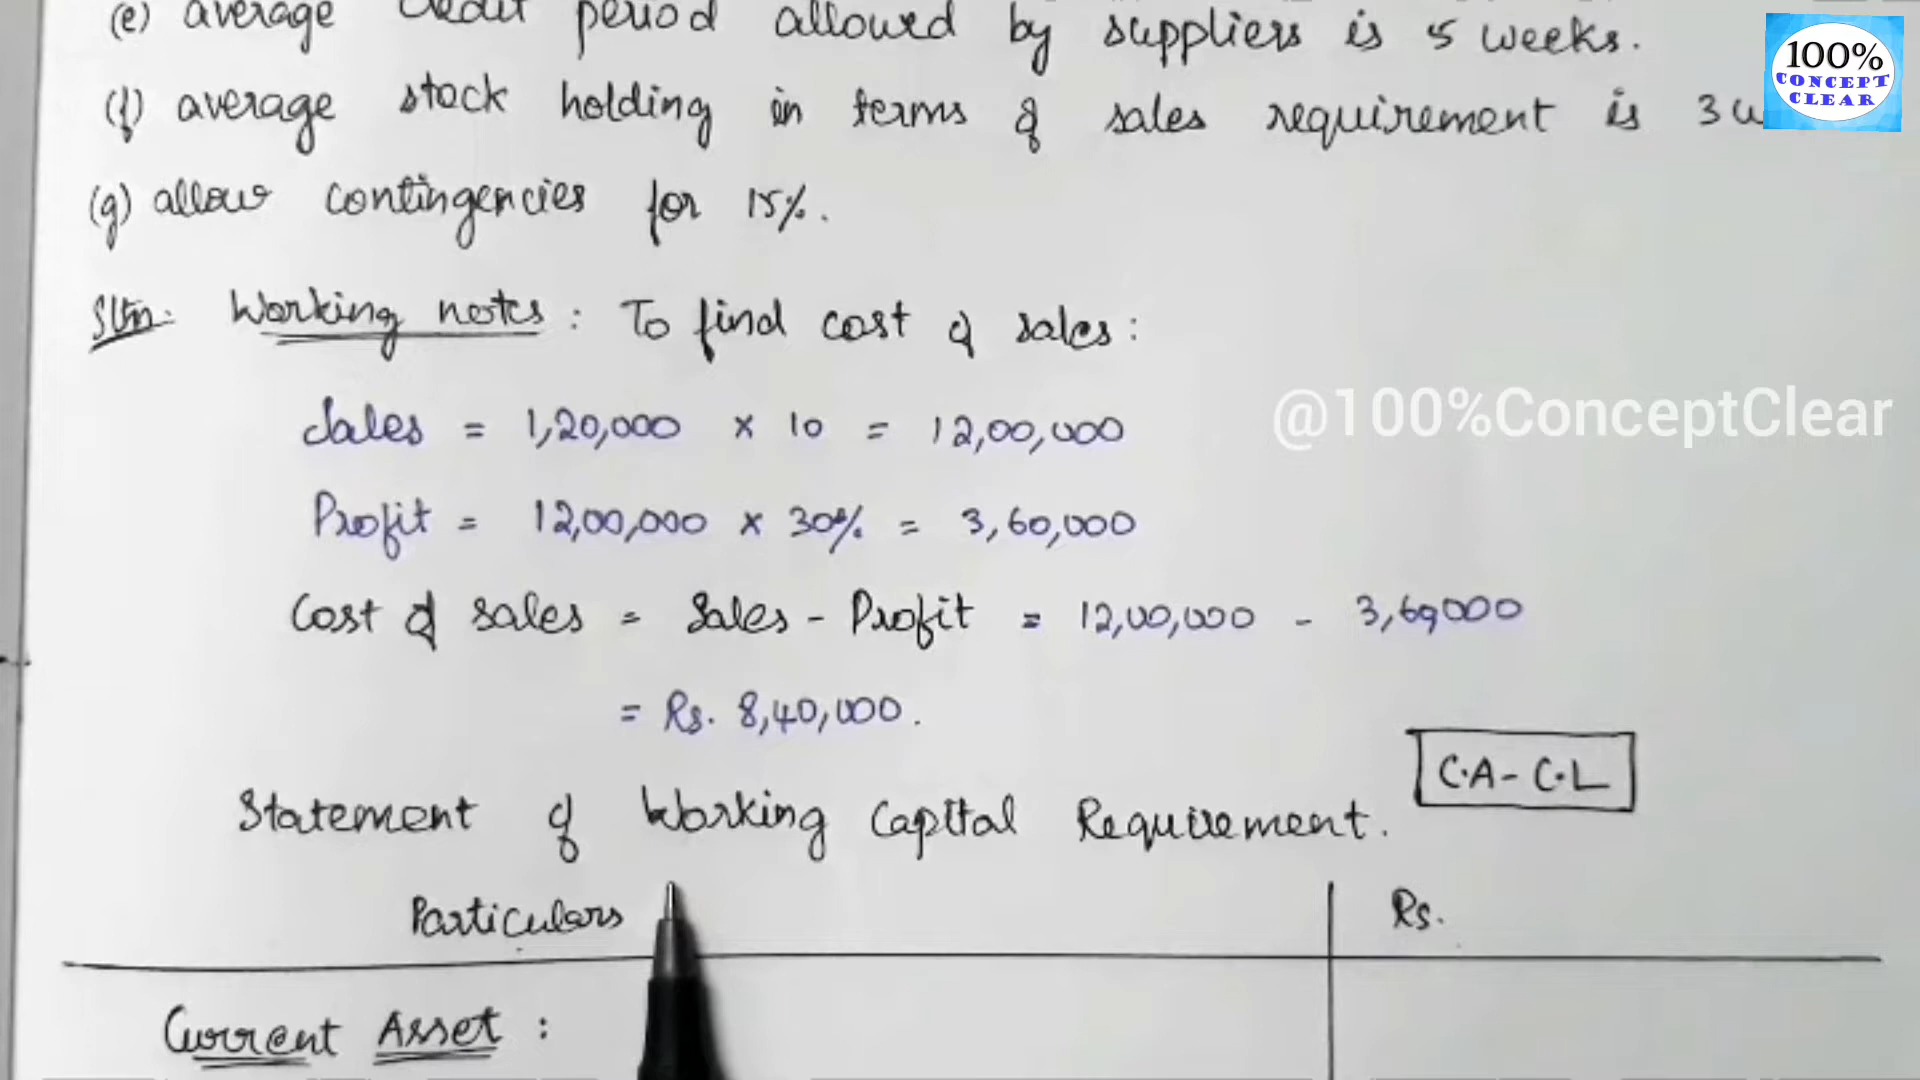 (e) average credit period allowed by suppliers is 5 weeks.
(f) average stock holding in terms of sales requirement is 3 w
(g) allow contingencies for 15%.
Sltn. Working notes : To find cost of sales :
Sales = 1,20,000 × 10 = 12,00,000
Profit = 12,00,000 × 30% = 3,60,000
Cost of sales = Sales - Profit = 12,00,000 - 3,60,000
= Rs. 8,40,000.
C.A - C.L
Statement of Working Capital Requirement.
Particulars Rs.
Current Asset :
100%
CONCEPT
CLEAR
@100%ConceptClear